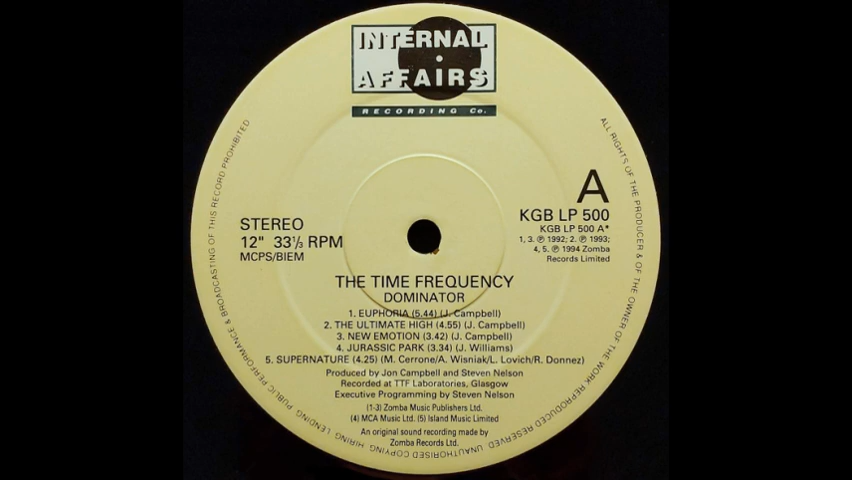 INTERNAL
AFFAIRS
RECORDING Co.
A
KGB LP 500
KGB LP 500 A*
1, 3. ℗ 1992; 2. ℗ 1993;
4, 5. ℗ 1994 Zomba
Records Limited
STEREO
12" 33⅓ RPM
MCPS/BIEM
THE TIME FREQUENCY
DOMINATOR
1. EUPHORIA (5.44) (J. Campbell)
2. THE ULTIMATE HIGH (4.55) (J. Campbell)
3. NEW EMOTION (3.42) (J. Campbell)
4. JURASSIC PARK (3.34) (J. Williams)
5. SUPERNATURE (4.25) (M. Cerrone/A. Wisniak/L. Lovich/R. Donnez)
Produced by Jon Campbell and Steven Nelson
Recorded at TTF Laboratories, Glasgow
Executive Programming by Steven Nelson
(1-3) Zomba Music Publishers Ltd.
(4) MCA Music Ltd. (5) Island Music Limited
An original sound recording made by
Zomba Records Ltd.
ALL RIGHTS OF THE PRODUCER & OF THE OWNER OF THE WORK REPRODUCED RESERVED. UNAUTHORISED COPYING, HIRING, LENDING, PUBLIC PERFORMANCE & BROADCASTING OF THIS RECORD PROHIBITED